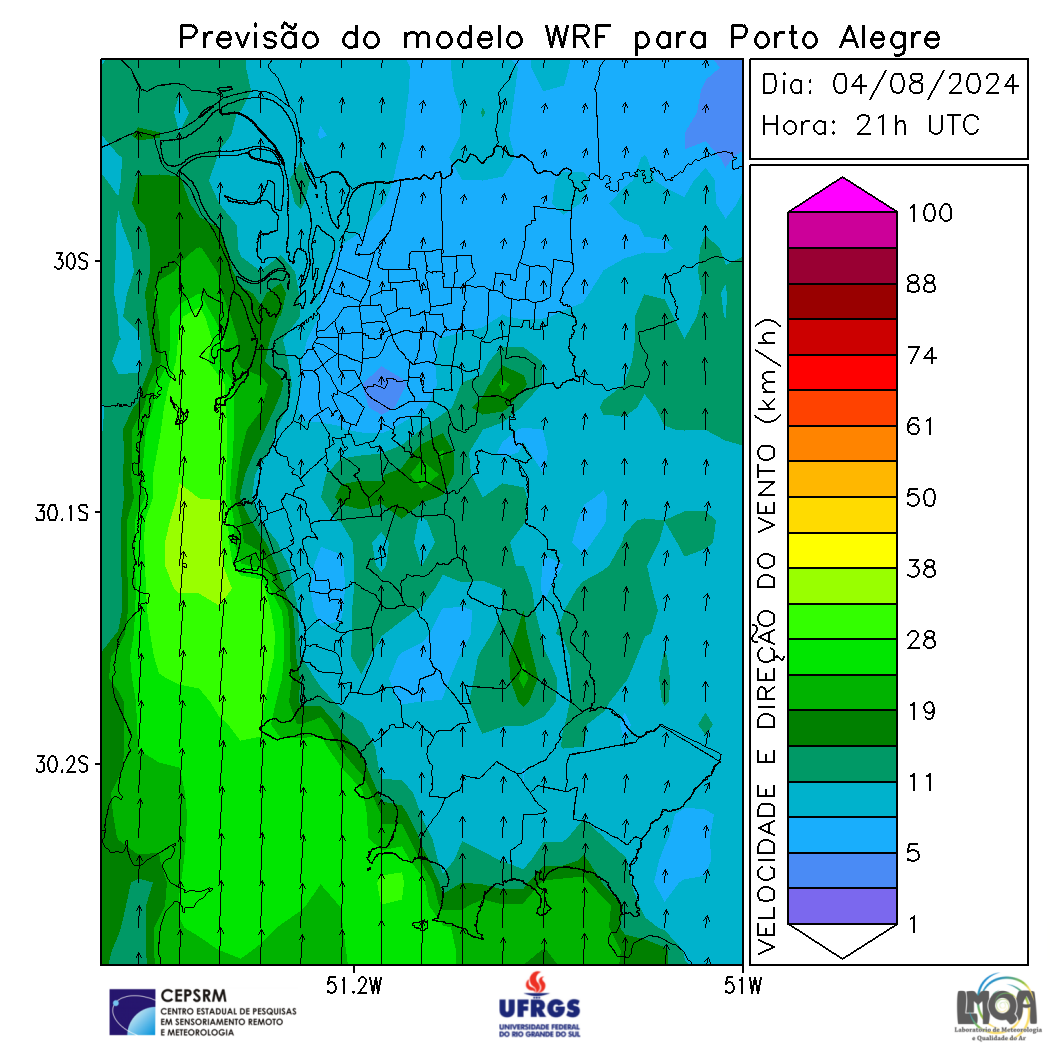 Previsão do modelo WRF para Porto Alegre
Dia: 04/08/2024
Hora: 21h UTC
30S
30.1S
30.2S
51.2W
51W
VELOCIDADE E DIREÇÃO DO VENTO (km/h)
100
88
74
61
50
38
28
19
11
5
1
CEPSRM
CENTRO ESTADUAL DE PESQUISAS
EM SENSORIAMENTO REMOTO
E METEOROLOGIA
UFRGS
UNIVERSIDADE FEDERAL
DO RIO GRANDE DO SUL
LMQA
Laboratório de Meteorologia
e Qualidade do Ar